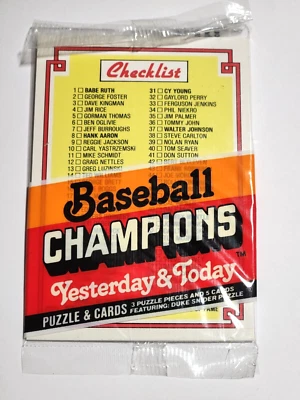 Checklist
1 □ BABE RUTH
2 □ GEORGE FOSTER
3 □ DAVE KINGMAN
4 □ JIM RICE
5 □ GORMAN THOMAS
6 □ BEN OGLIVIE
7 □ JEFF BURROUGHS
8 □ HANK AARON
9 □ REGGIE JACKSON
10 □ CARL YASTRZEMSKI
11 □ MIKE SCHMIDT
12 □ GRAIG NETTLES
13 □ GREG LUZINSKI
31 □ CY YOUNG
32 □ GAYLORD PERRY
33 □ FERGUSON JENKINS
34 □ PHIL NIEKRO
35 □ JIM PALMER
36 □ TOMMY JOHN
37 □ WALTER JOHNSON
38 □ STEVE CARLTON
39 □ NOLAN RYAN
40 □ TOM SEAVER
41 □ DON SUTTON
Baseball
CHAMPIONS
Yesterday & Today
TM
PUZZLE & CARDS
3 PUZZLE PIECES AND 5 CARDS
FEATURING: DUKE SNIDER PUZZLE